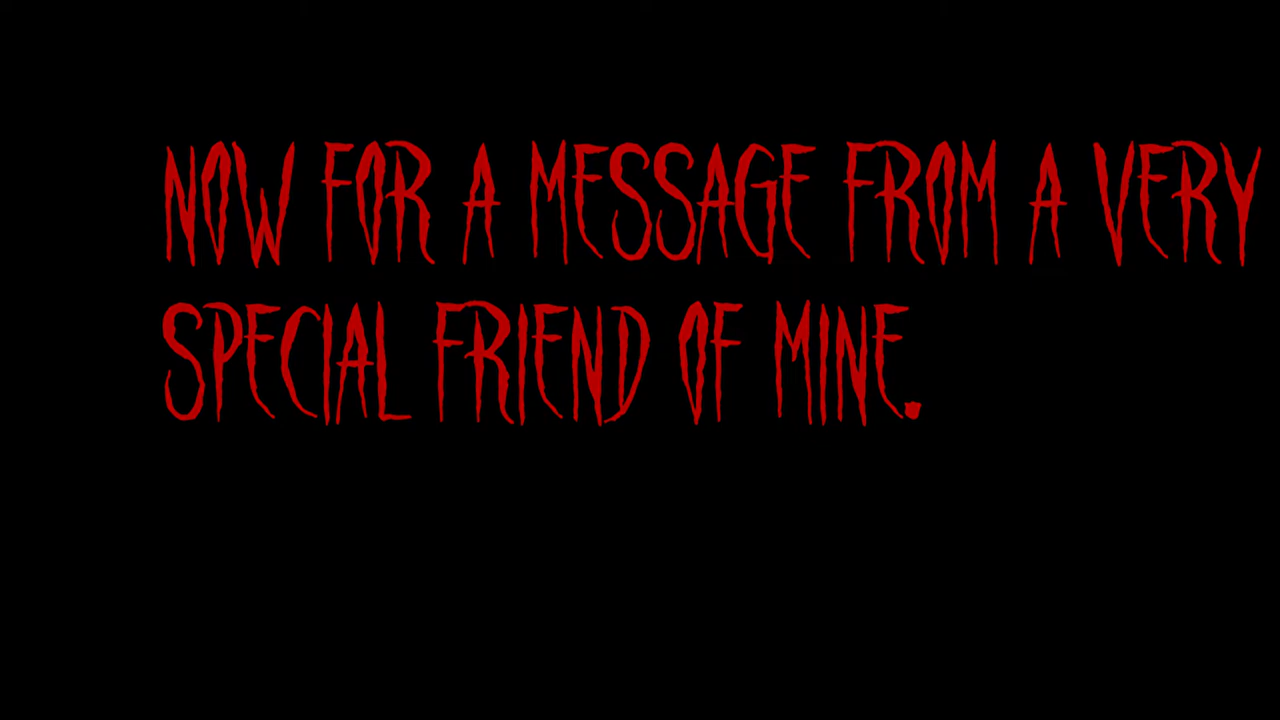 NOW FOR A MESSAGE FROM A VERY
SPECIAL FRIEND OF MINE.